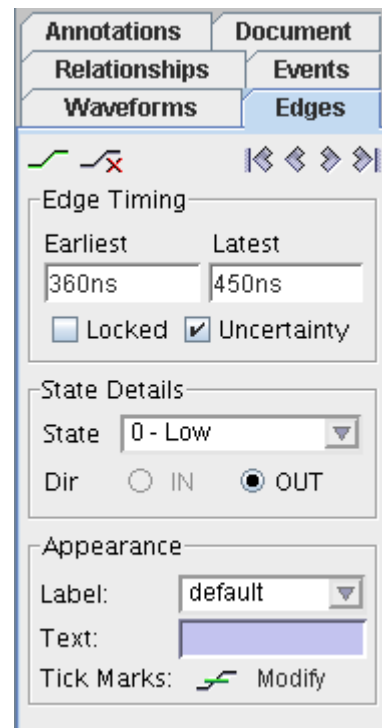 Annotations Document
Relationships Events
Waveforms Edges
Edge Timing
Earliest Latest
360ns 450ns
Locked Uncertainty
State Details
State 0 - Low
Dir IN OUT
Appearance
Label: default
Text:
Tick Marks: Modify